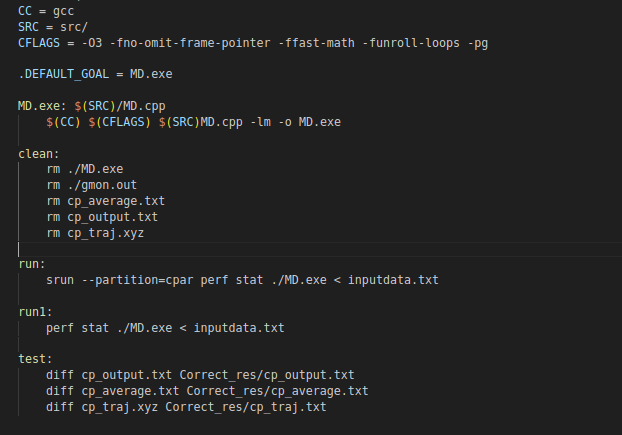 CC = gcc
SRC = src/
CFLAGS = -O3 -fno-omit-frame-pointer -ffast-math -funroll-loops -pg
.DEFAULT_GOAL = MD.exe
MD.exe: $(SRC)/MD.cpp
$(CC) $(CFLAGS) $(SRC)MD.cpp -lm -o MD.exe
clean:
rm ./MD.exe
rm ./gmon.out
rm cp_average.txt
rm cp_output.txt
rm cp_traj.xyz
run:
srun --partition=cpar perf stat ./MD.exe < inputdata.txt
run1:
perf stat ./MD.exe < inputdata.txt
test:
diff cp_output.txt Correct_res/cp_output.txt
diff cp_average.txt Correct_res/cp_average.txt
diff cp_traj.xyz Correct_res/cp_traj.txt